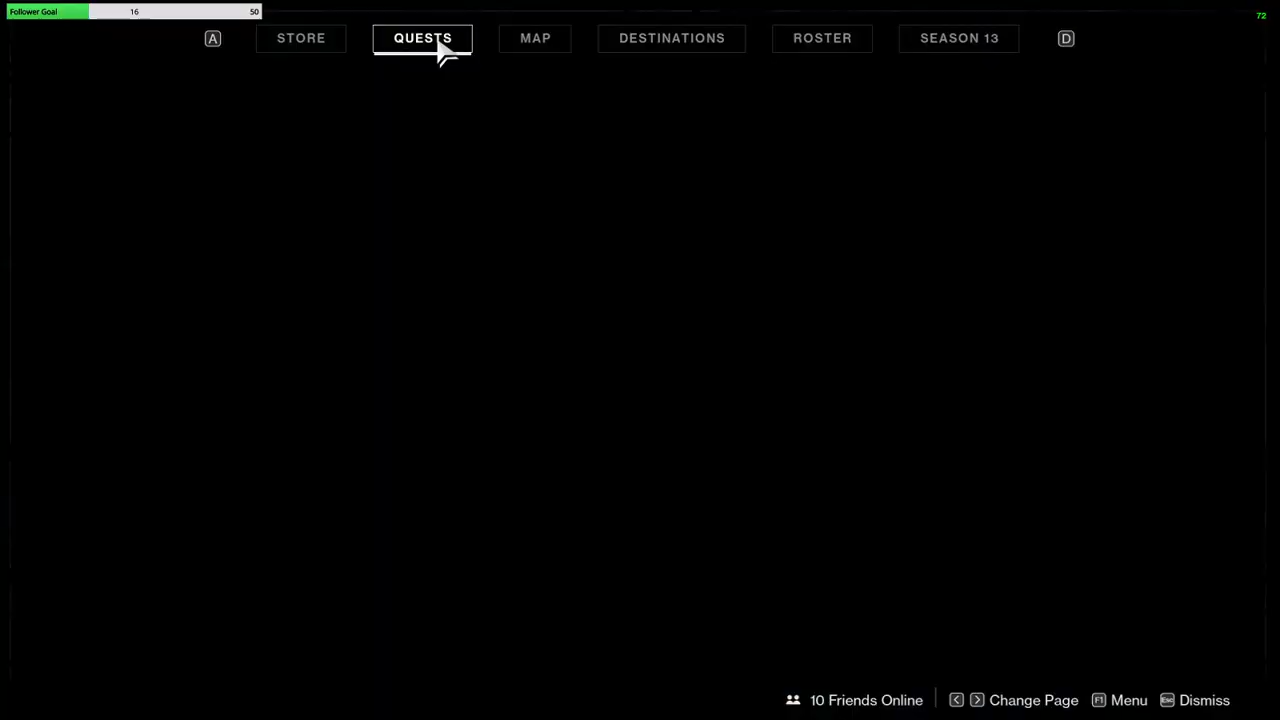 Follower Goal 16 50
72
A STORE QUESTS MAP DESTINATIONS ROSTER SEASON 13 D
10 Friends Online < > Change Page F1 Menu Esc Dismiss